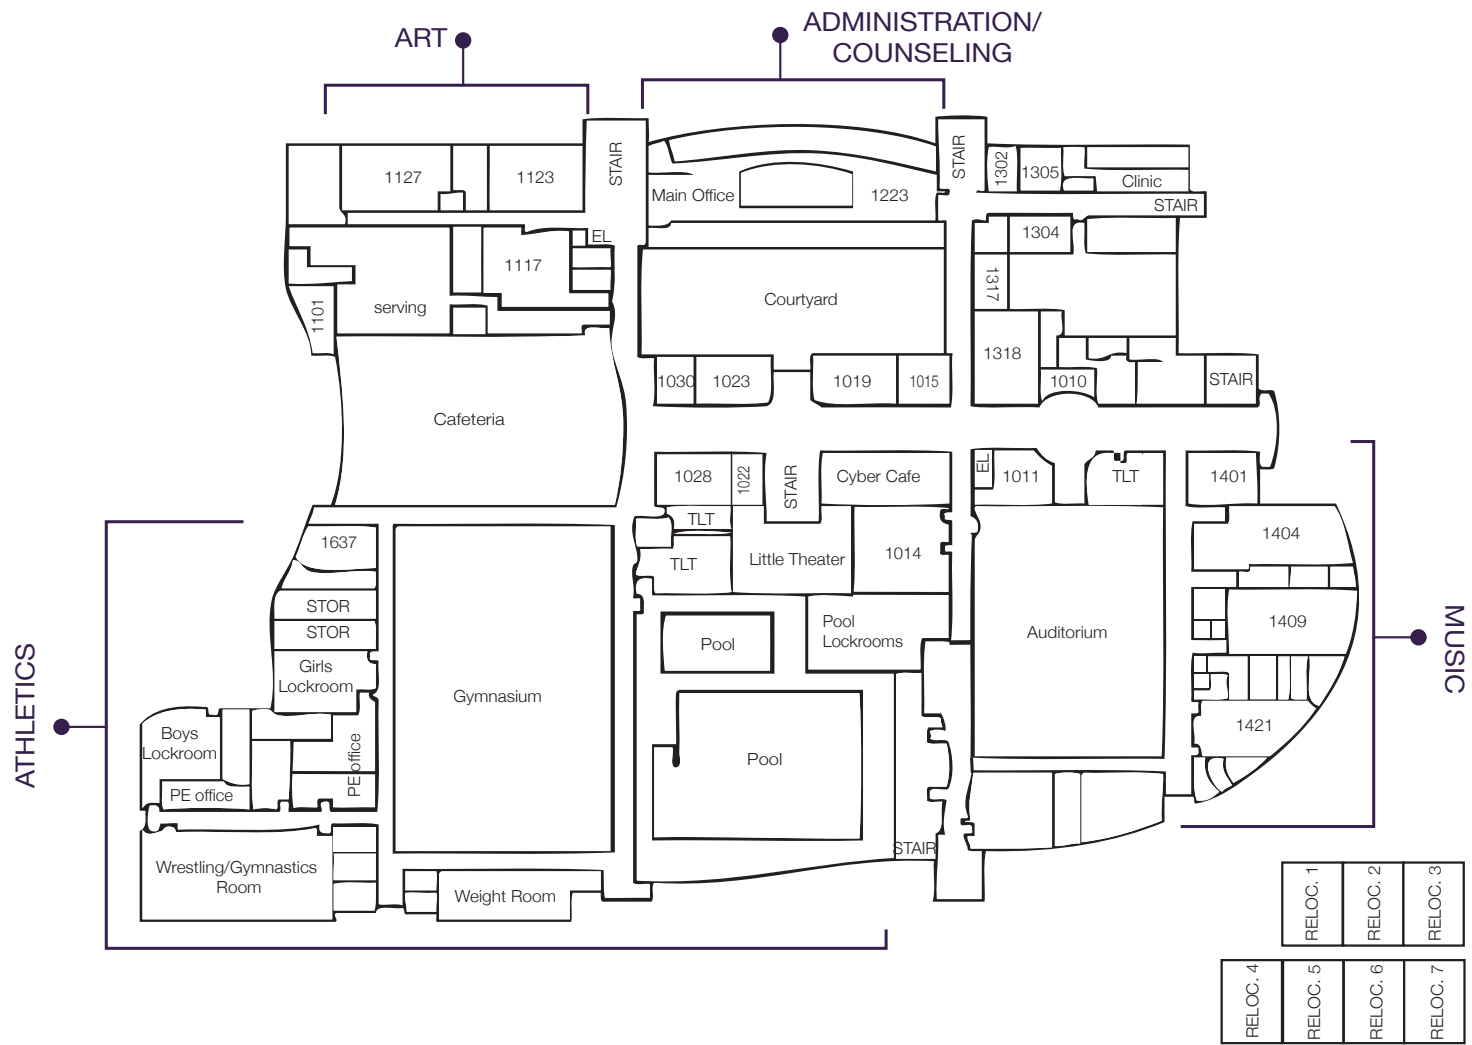 ADMINISTRATION/
COUNSELING
ART
STAIR
STAIR
1302
1305
Clinic
1127
1123
Main Office
1223
STAIR
EL
1304
1117
1317
Courtyard
serving
1101
1318
1030
1023
1019
1015
1010
STAIR
Cafeteria
1028
1022
STAIR
Cyber Cafe
EL
1011
TLT
1401
TLT
1637
Little Theater
1014
1404
TLT
STOR
STOR
Pool
Pool
Lockrooms
Auditorium
1409
MUSIC
Girls
Lockroom
Gymnasium
ATHLETICS
Boys
Lockroom
PE office
1421
Pool
PE office
STAIR
Wrestling/Gymnastics
Room
Weight Room
RELOC. 1
RELOC. 2
RELOC. 3
RELOC. 4
RELOC. 5
RELOC. 6
RELOC. 7